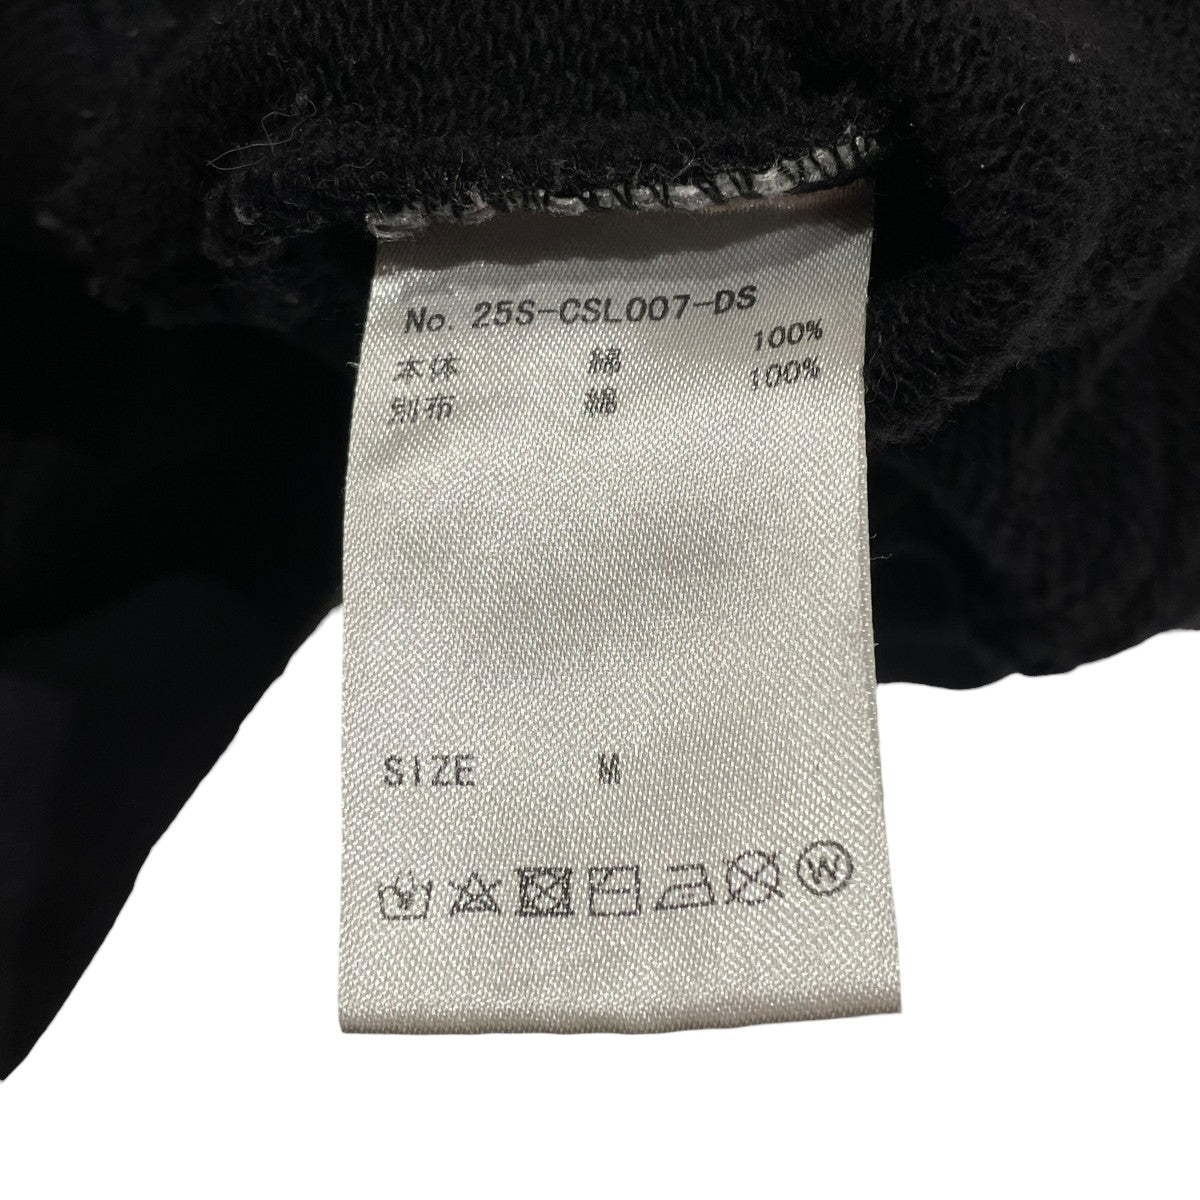 No. 25S-CSL007-DS
本体 綿 100%
別布 綿 100%
SIZE M
W